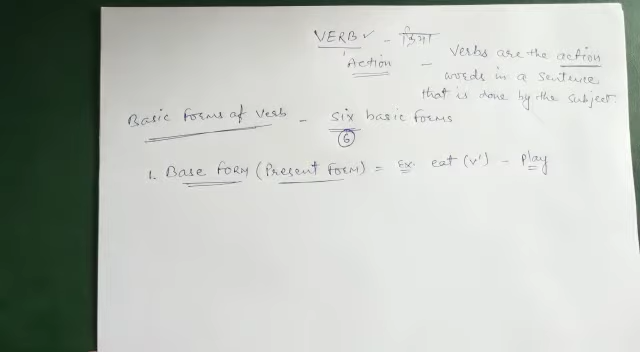 VERB ✓ - क्रिया
Action - Verbs are the action
words in a sentence
that is done by the subject.
Basic Forms of Verb - Six basic forms
6
1. Base FORM (Present Form) = Ex. eat (v¹) - Play